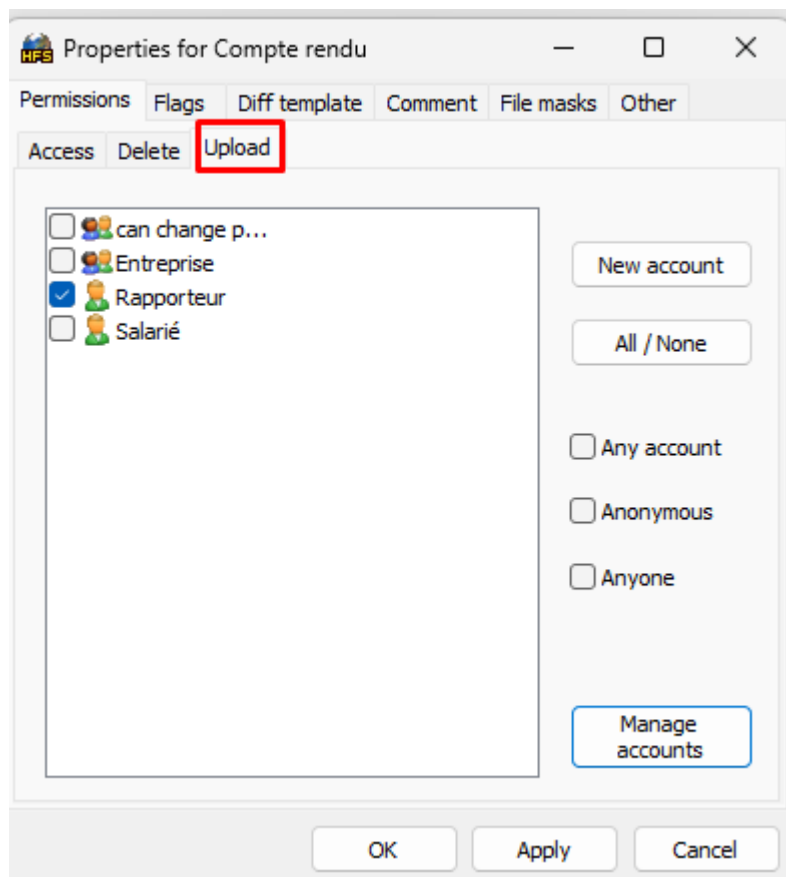 HFS Properties for Compte rendu
Permissions Flags Diff template Comment File masks Other
Access Delete Upload
can change p...
Entreprise
Rapporteur
Salarié
New account
All / None
Any account
Anonymous
Anyone
Manage
accounts
OK Apply Cancel